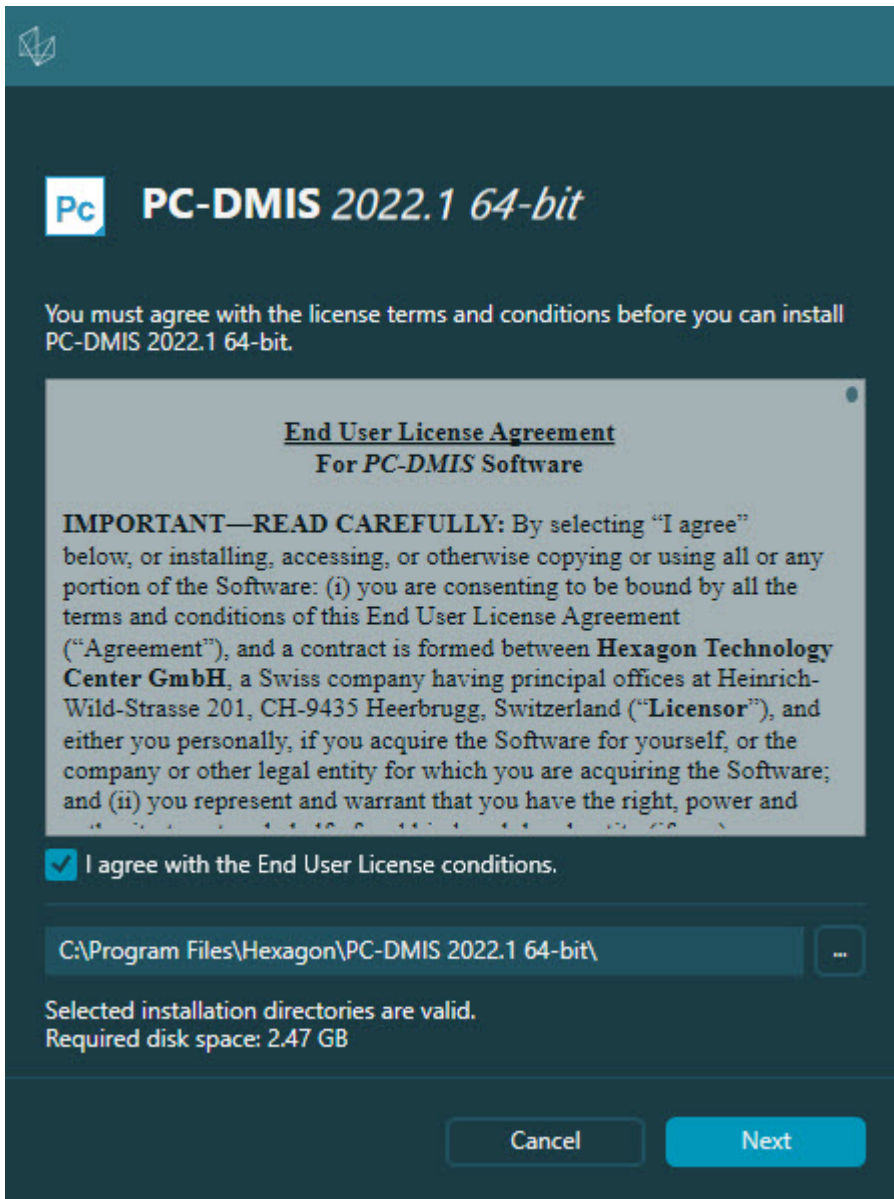 Pc
PC-DMIS 2022.1 64-bit
You must agree with the license terms and conditions before you can install
PC-DMIS 2022.1 64-bit.
End User License Agreement
For PC-DMIS Software
IMPORTANT—READ CAREFULLY: By selecting “I agree”
below, or installing, accessing, or otherwise copying or using all or any
portion of the Software: (i) you are consenting to be bound by all the
terms and conditions of this End User License Agreement
(“Agreement”), and a contract is formed between Hexagon Technology
Center GmbH, a Swiss company having principal offices at Heinrich-
Wild-Strasse 201, CH-9435 Heerbrugg, Switzerland (“Licensor”), and
either you personally, if you acquire the Software for yourself, or the
company or other legal entity for which you are acquiring the Software;
and (ii) you represent and warrant that you have the right, power and
I agree with the End User License conditions.
C:\Program Files\Hexagon\PC-DMIS 2022.1 64-bit\
...
Selected installation directories are valid.
Required disk space: 2.47 GB
Cancel
Next